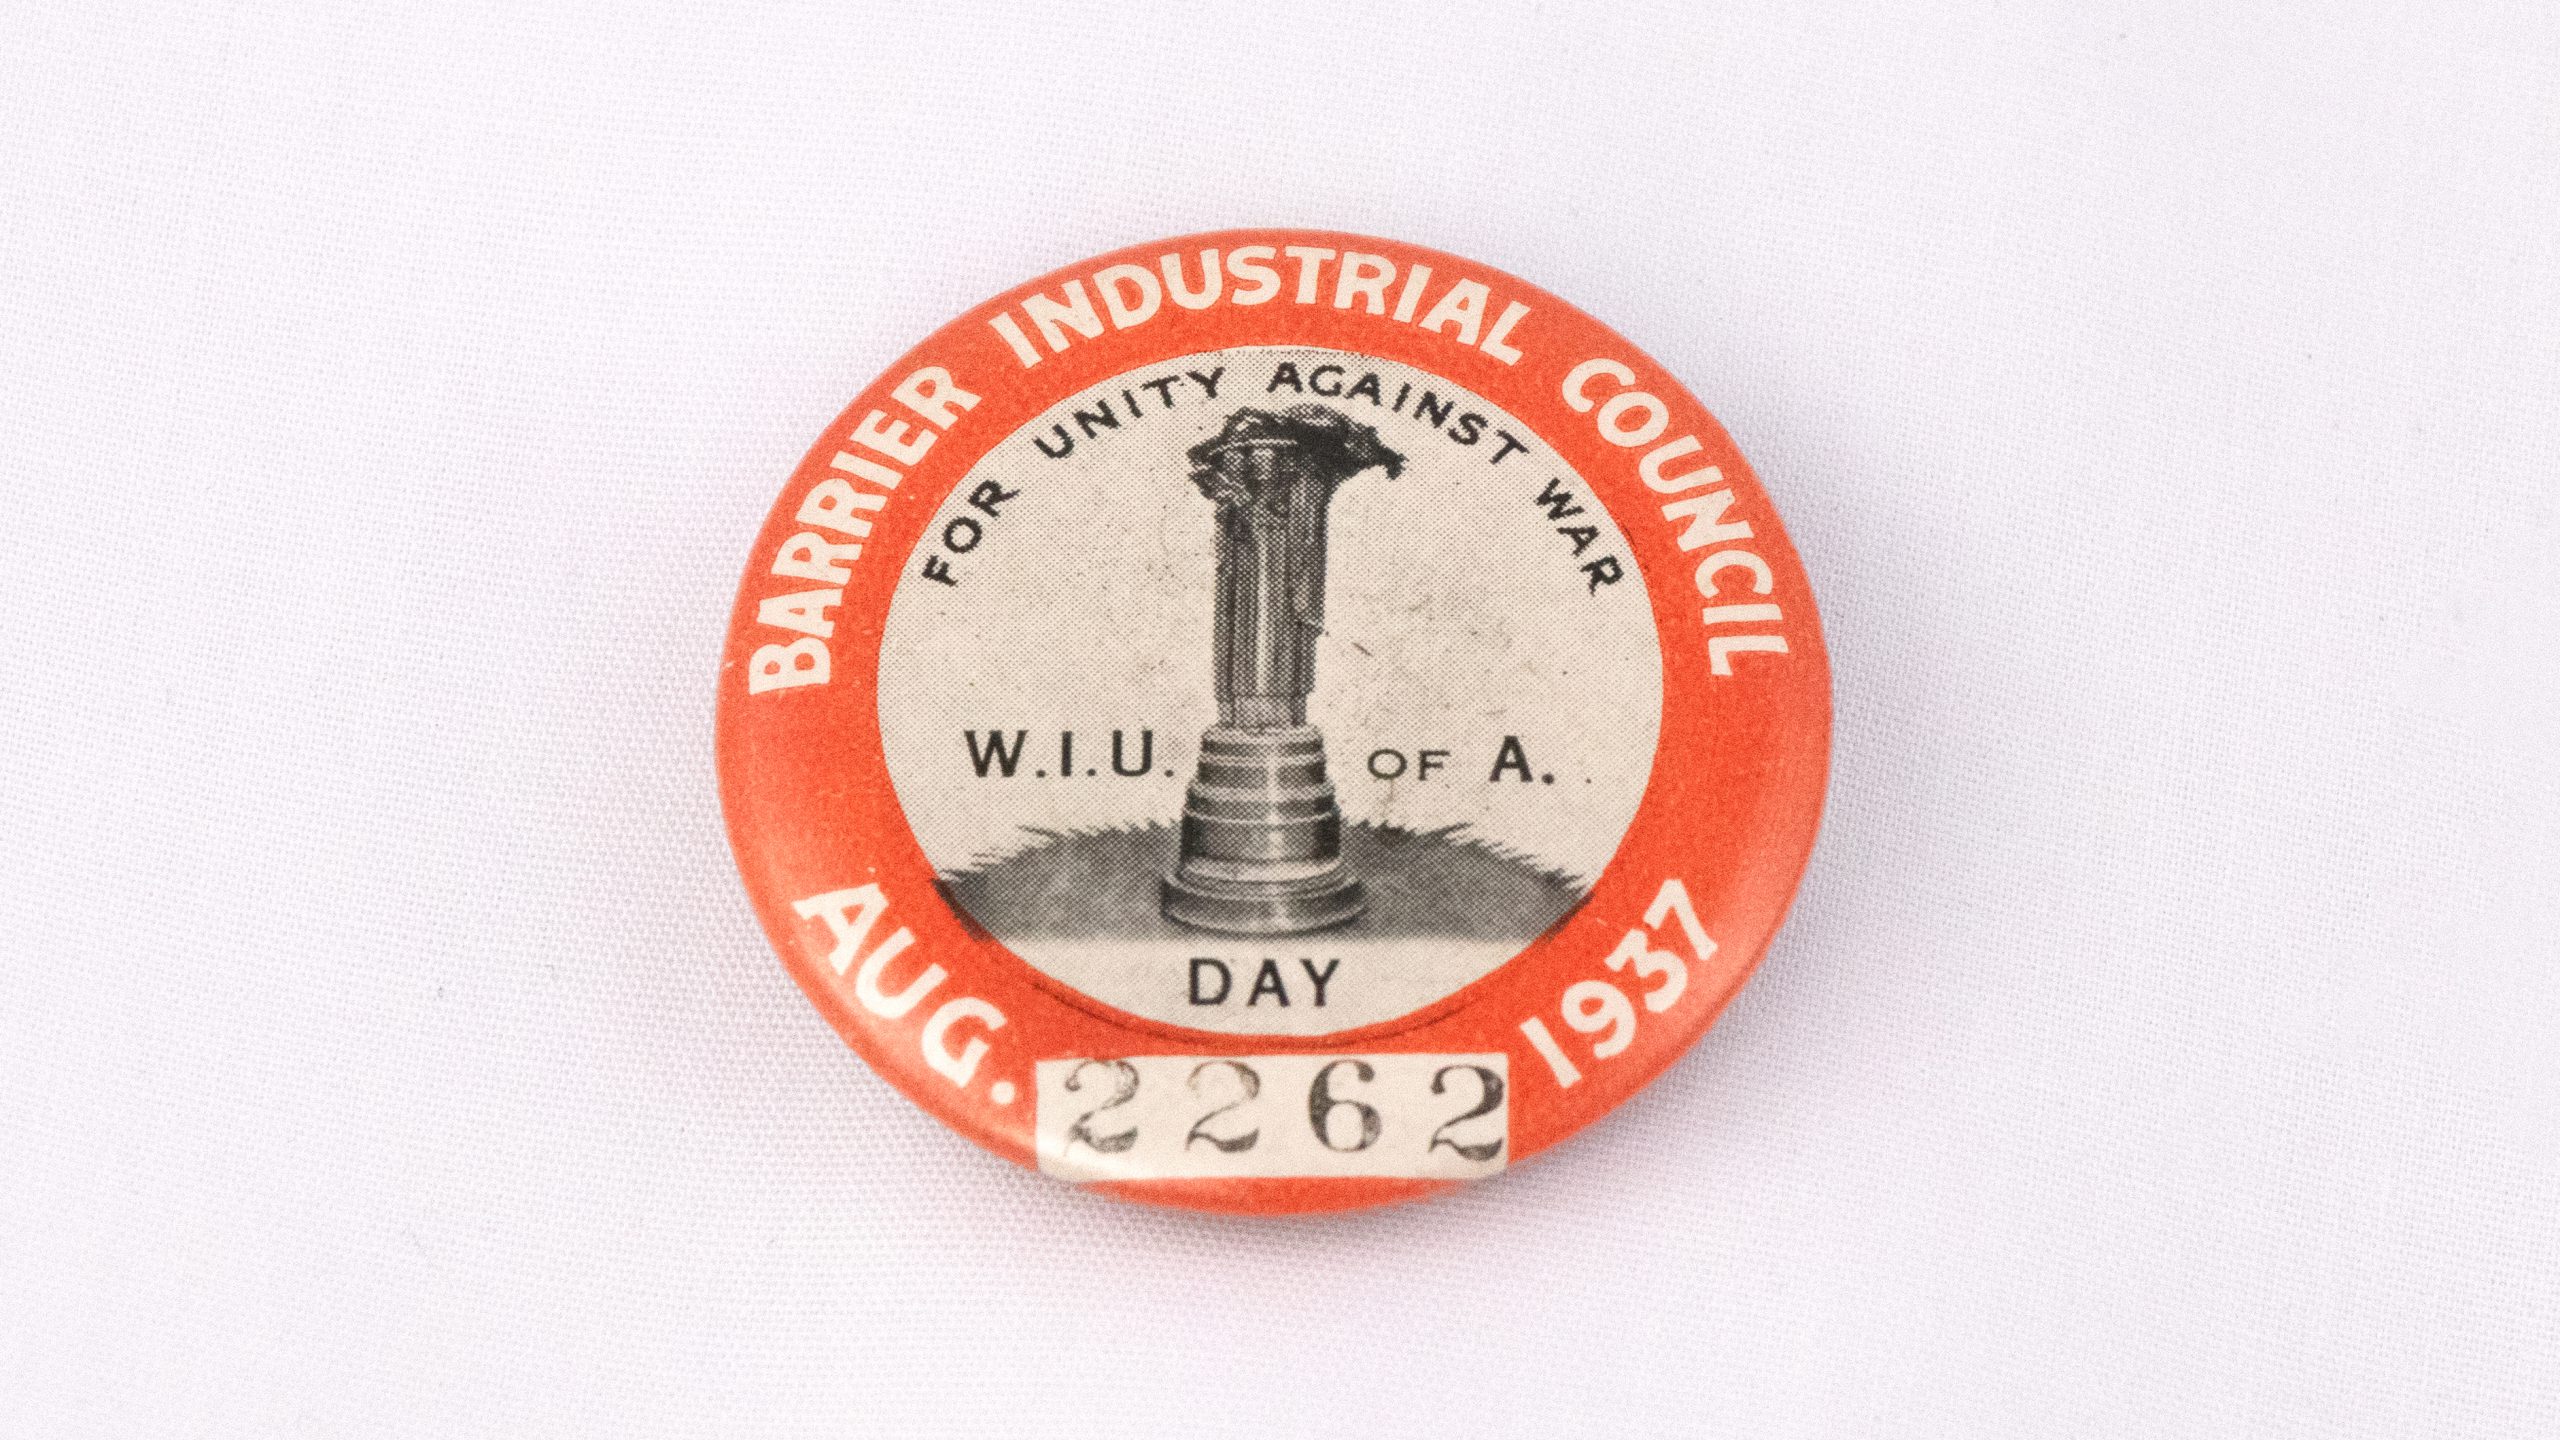 BARRIER INDUSTRIAL COUNCIL
FOR UNITY AGAINST WAR
W.I.U. OF A.
DAY
AUG. 1937
2262